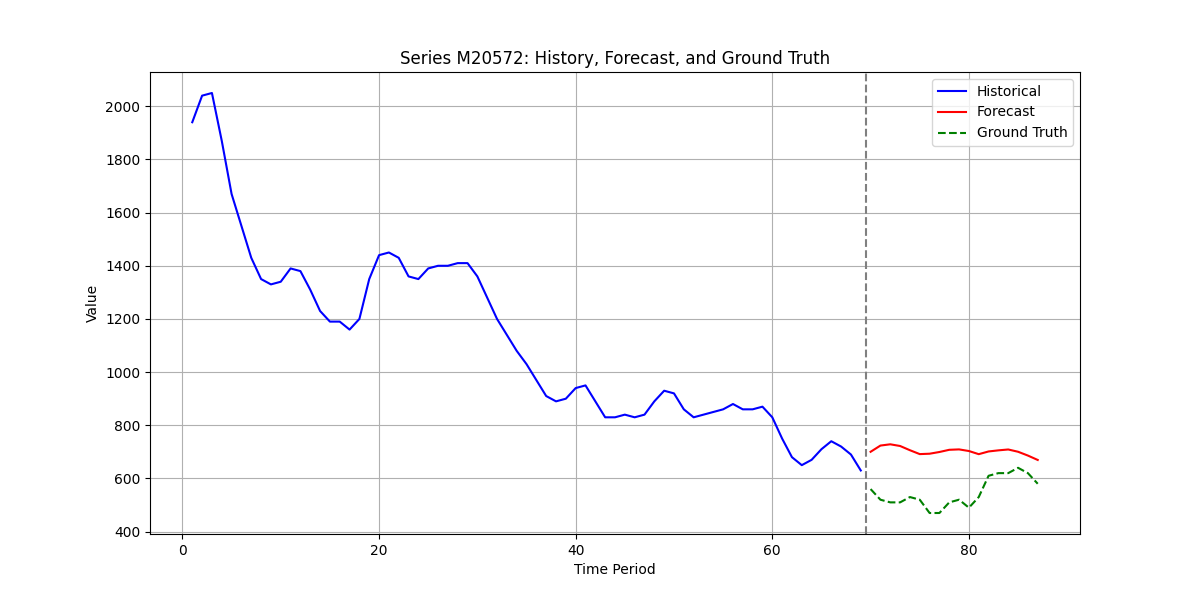 Series M20572: History, Forecast, and Ground Truth
Historical
Forecast
Ground Truth
2000
1800
1600
1400
1200
1000
800
600
400
Value
0
20
40
60
80
Time Period